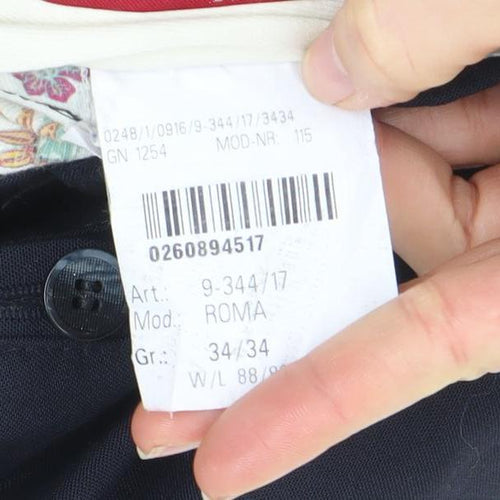 0248/1/0916/9-344/17/3434
GN 1254 MOD-NR: 115
0260894517
Art.: 9-344/17
Mod.: ROMA
Gr.: 34/34
W/L 88/